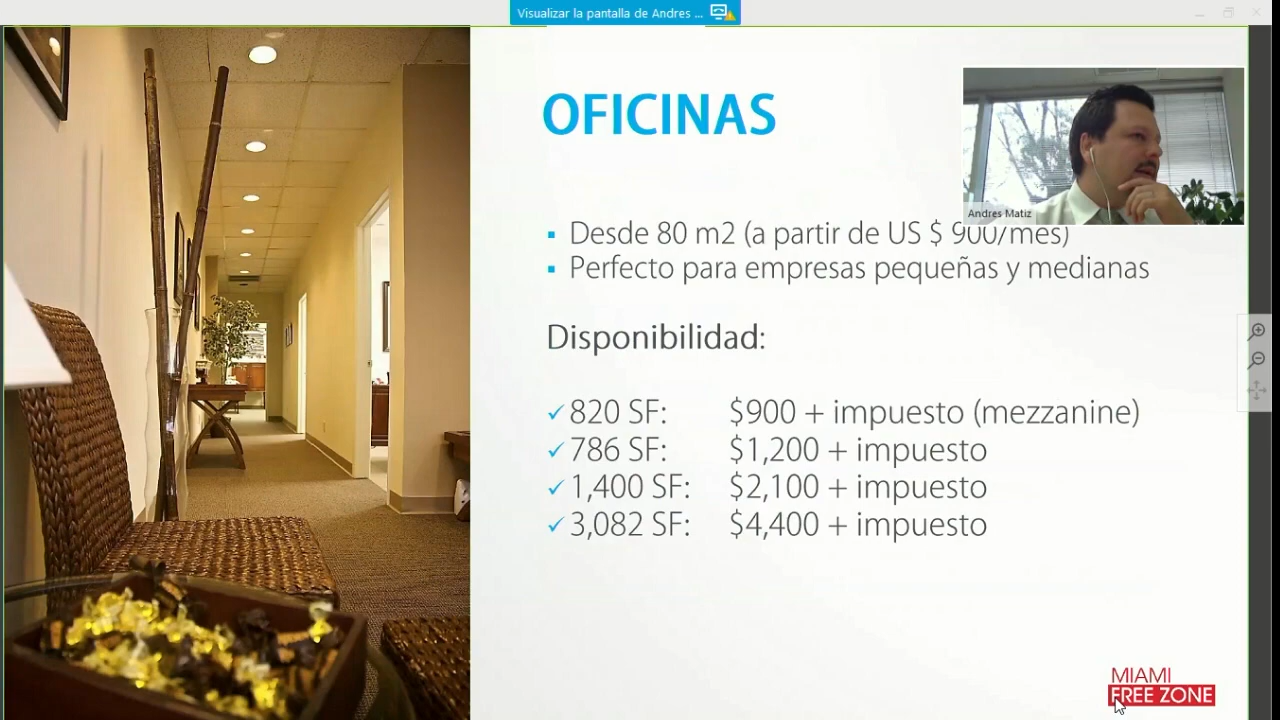 Visualizar la pantalla de Andres ...
OFICINAS
Andres Matiz
Desde 80 m2 (a partir de US $ 900/mes)
Perfecto para empresas pequeñas y medianas
Disponibilidad:
820 SF: $900 + impuesto (mezzanine)
786 SF: $1,200 + impuesto
1,400 SF: $2,100 + impuesto
3,082 SF: $4,400 + impuesto
MIAMI
FREE ZONE